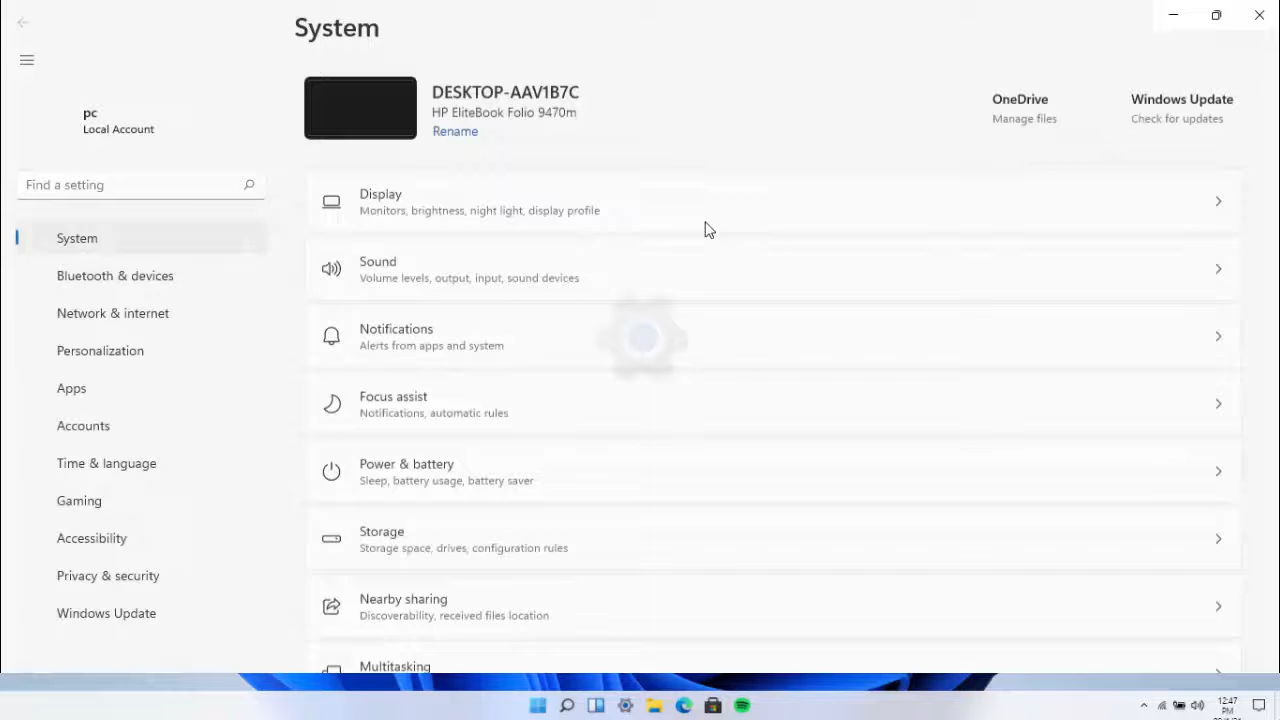 System
DESKTOP-AAV1B7C
HP EliteBook Folio 9470m
Rename
OneDrive
Manage files
Windows Update
Check for updates
pc
Local Account
Find a setting
System
Bluetooth & devices
Network & internet
Personalization
Apps
Accounts
Time & language
Gaming
Accessibility
Privacy & security
Windows Update
Display
Monitors, brightness, night light, display profile
Sound
Volume levels, output, input, sound devices
Notifications
Alerts from apps and system
Focus assist
Notifications, automatic rules
Power & battery
Sleep, battery usage, battery saver
Storage
Storage space, drives, configuration rules
Nearby sharing
Discoverability, received files location
Multitasking
12:47
PM